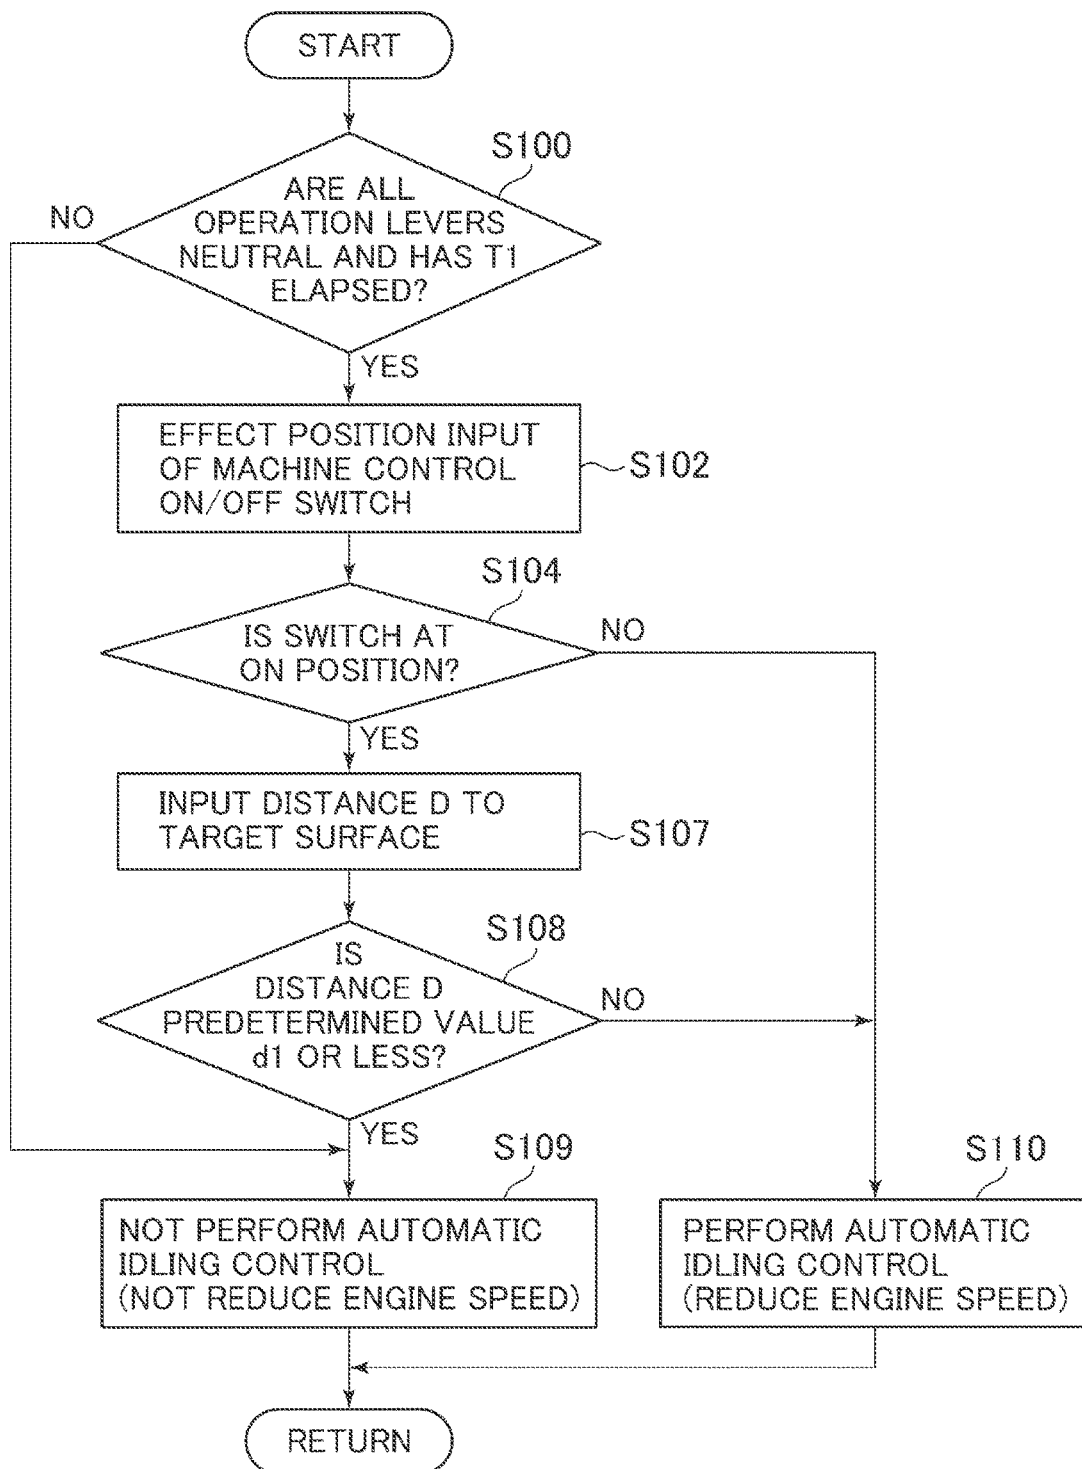 START
S100
ARE ALL
OPERATION LEVERS
NEUTRAL AND HAS T1
ELAPSED?
NO
YES
EFFECT POSITION INPUT
OF MACHINE CONTROL
ON/OFF SWITCH
S102
S104
IS SWITCH AT
ON POSITION?
NO
YES
INPUT DISTANCE D TO
TARGET SURFACE
S107
S108
IS
DISTANCE D
PREDETERMINED VALUE
d1 OR LESS?
NO
YES
S109
NOT PERFORM AUTOMATIC
IDLING CONTROL
(NOT REDUCE ENGINE SPEED)
S110
PERFORM AUTOMATIC
IDLING CONTROL
(REDUCE ENGINE SPEED)
RETURN